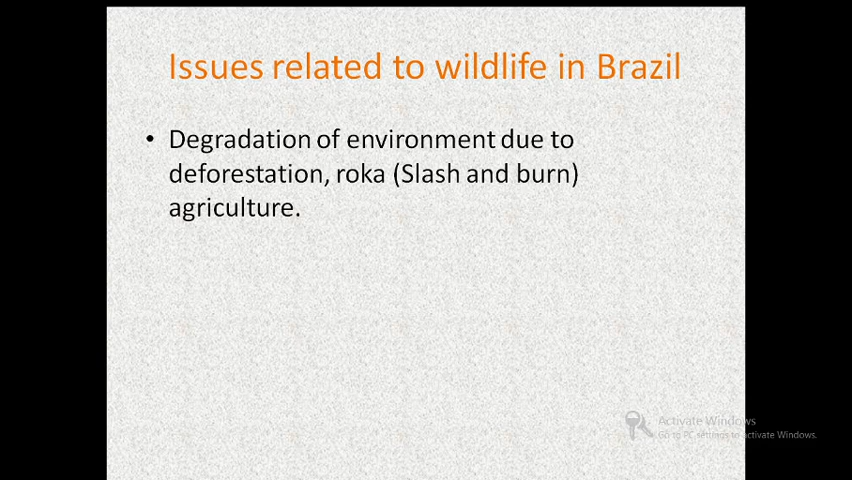 Issues related to wildlife in Brazil
• Degradation of environment due to
deforestation, roka (Slash and burn)
agriculture.
Activate Windows
Go to PC settings to activate Windows.